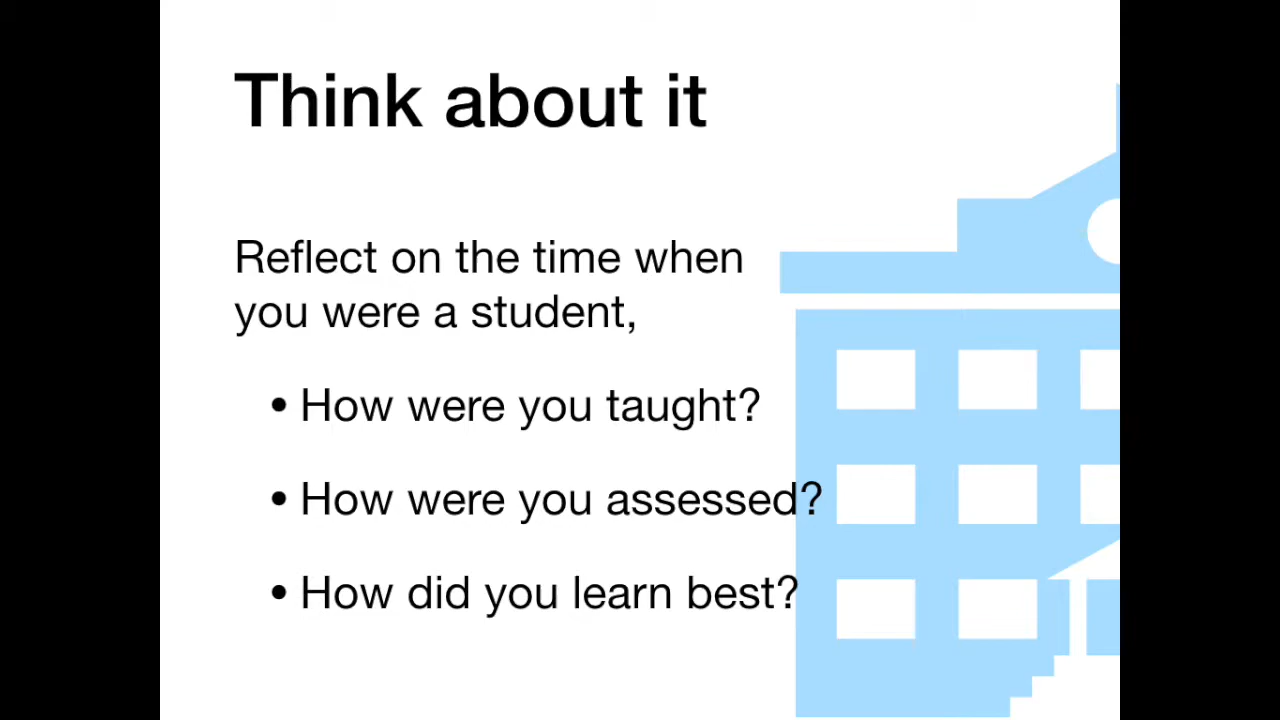 Think about it
Reflect on the time when
you were a student,
• How were you taught?
• How were you assessed?
• How did you learn best?